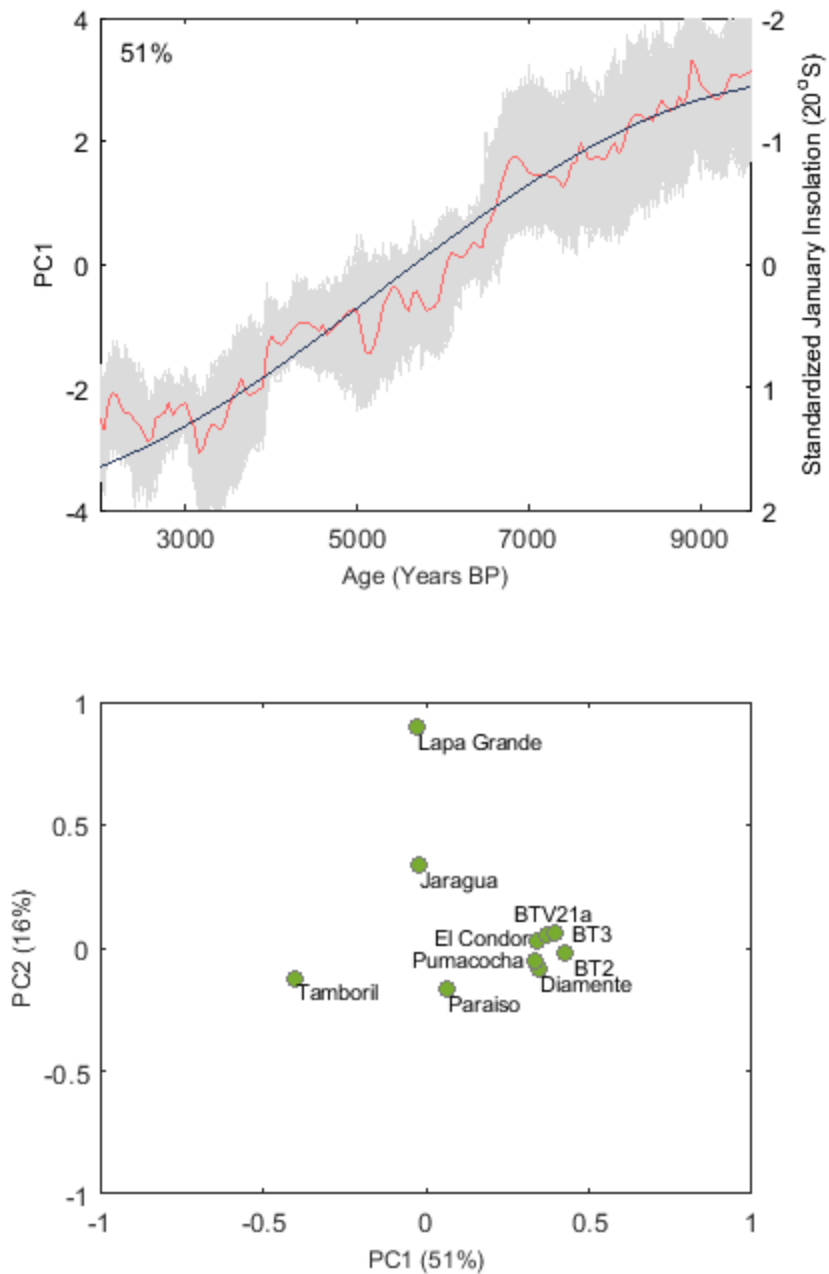 4
-2
51%
2
-1
PC1
0
0
Standardized January Insolation (20°S)
-2
1
-4
2
3000 5000 7000 9000
Age (Years BP)
1
Lapa Grande
0.5
Jaragua
BTV21a
El Condor
BT3
PC2 (16%)
0
Pumacocha
BT2
Diamente
Tamboril
Paraiso
-0.5
-1
-1 -0.5 0 0.5 1
PC1 (51%)